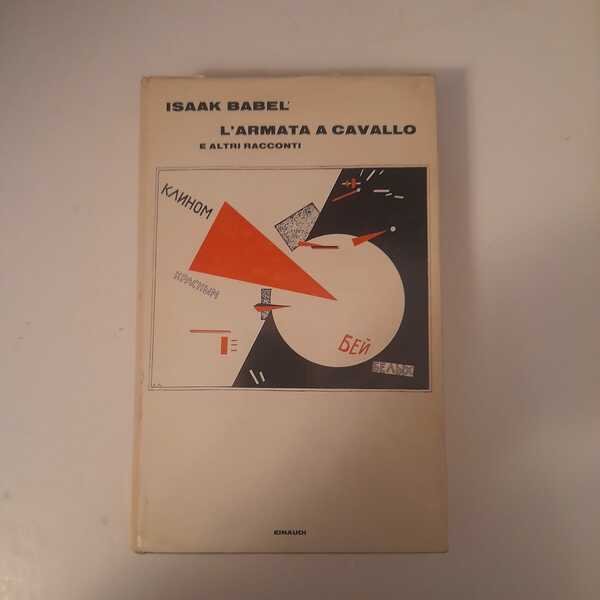 ISAAK BABEL'
L'ARMATA A CAVALLO
E ALTRI RACCONTI
КЛИНОМ
КРАСНЫМ
БЕЙ
БЕЛЫХ
EINAUDI